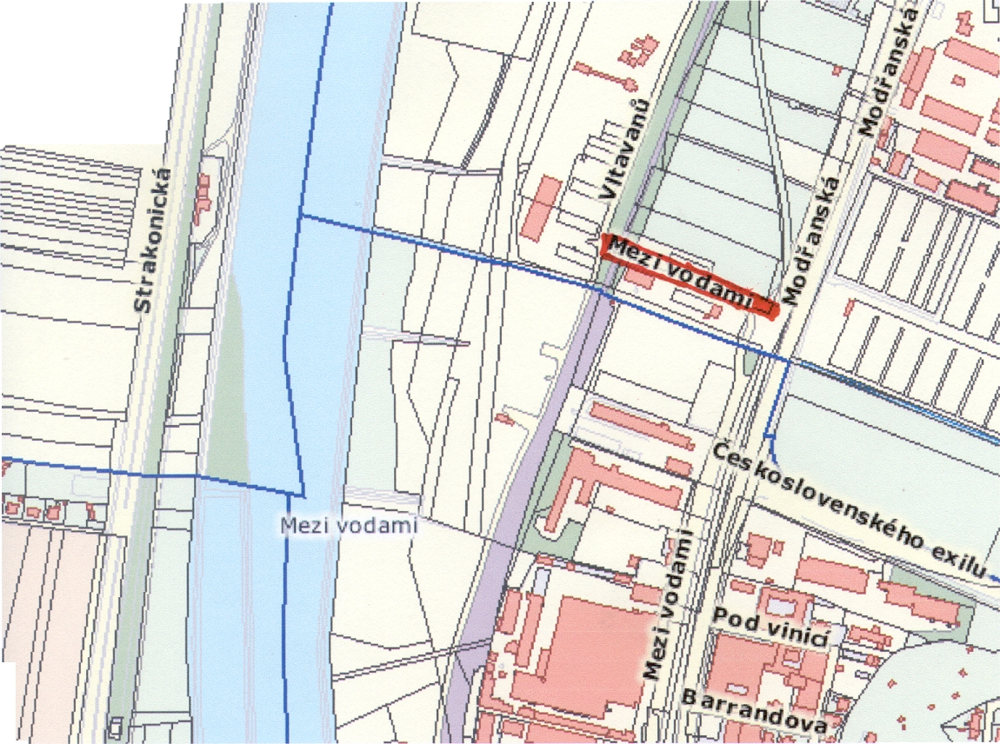 Modřanská
Vltavanů
Strakonická
Modřanská
Mezi vodami
Československého exilu
Mezi vodami
Mezi vodami
Pod vinicí
Barrandova